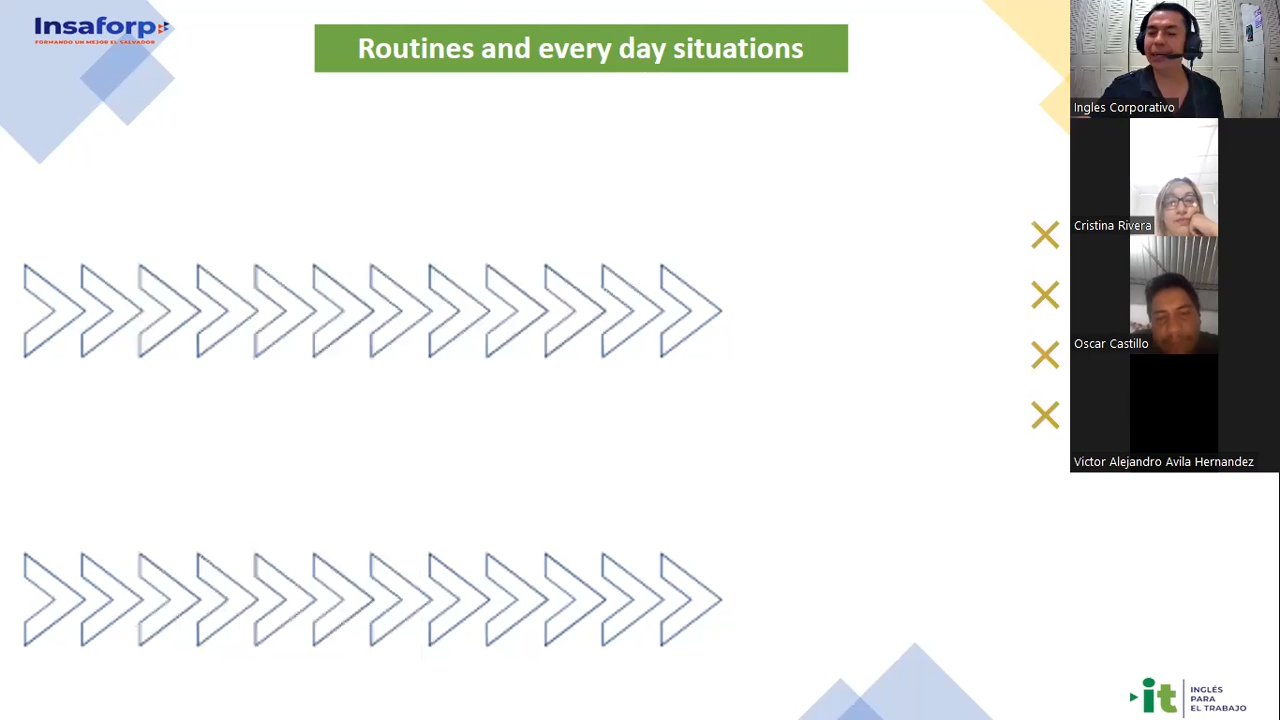 Insaforp
FORMANDO UN MEJOR EL SALVADOR
Routines and every day situations
Ingles Corporativo
Cristina Rivera
Oscar Castillo
Victor Alejandro Avila Hernandez
it
INGLÉS
PARA
EL TRABAJO